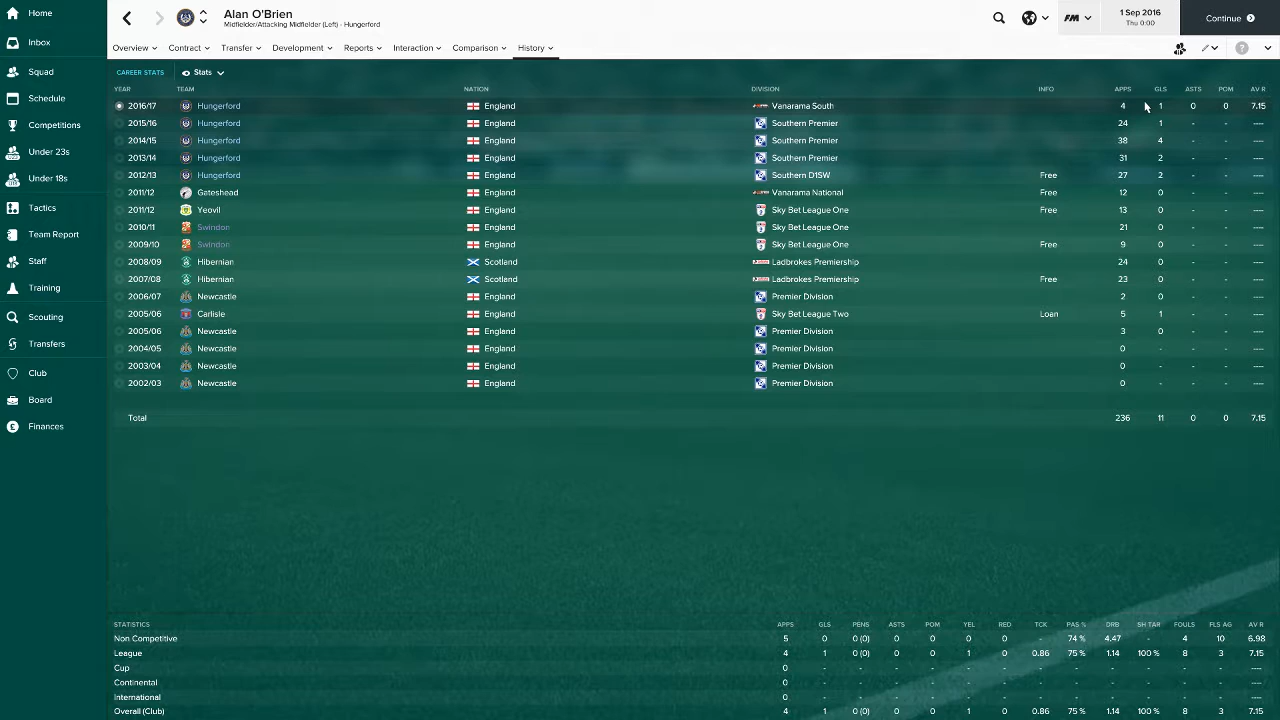 Home
Inbox
Squad
Schedule
Competitions
Under 23s
Under 18s
Tactics
Team Report
Staff
Training
Scouting
Transfers
Club
Board
Finances
Alan O'Brien
Midfielder/Attacking Midfielder (Left) - Hungerford
FM
1 Sep 2016
Thu 0:00
Continue
Overview Contract Transfer Development Reports Interaction Comparison History
CAREER STATS Stats
YEAR TEAM NATION DIVISION INFO APPS GLS ASTS POM AV R
2016/17 Hungerford England Vanarama South 4 1 0 0 7.15
2015/16 Hungerford England Southern Premier 24 1 - - ----
2014/15 Hungerford England Southern Premier 38 4 - - ----
2013/14 Hungerford England Southern Premier 31 2 - - ----
2012/13 Hungerford England Southern D1SW Free 27 2 - - ----
2011/12 Gateshead England Vanarama National Free 12 0 - - ----
2011/12 Yeovil England Sky Bet League One Free 13 0 - - ----
2010/11 Swindon England Sky Bet League One 21 0 - - ----
2009/10 Swindon England Sky Bet League One Free 9 0 - - ----
2008/09 Hibernian Scotland Ladbrokes Premiership 24 0 - - ----
2007/08 Hibernian Scotland Ladbrokes Premiership Free 23 0 - - ----
2006/07 Newcastle England Premier Division 2 0 - - ----
2005/06 Carlisle England Sky Bet League Two Loan 5 1 - - ----
2005/06 Newcastle England Premier Division 3 0 - - ----
2004/05 Newcastle England Premier Division 0 - - - ----
2003/04 Newcastle England Premier Division 0 - - - ----
2002/03 Newcastle England Premier Division 0 - - - ----
Total 236 11 0 0 7.15
STATISTICS APPS GLS PENS ASTS POM YEL RED TCK PAS % DRB SH TAR FOULS FLS AG AV R
Non Competitive 5 0 0 (0) 0 0 0 0 - 74 % 4.47 - 4 10 6.98
League 4 1 0 (0) 0 0 1 0 0.86 75 % 1.14 100 % 8 3 7.15
Cup 0 - - - - - - - - - - - - ----
Continental 0 - - - - - - - - - - - - ----
International 0 - - - - - - - - - - - - ----
Overall (Club) 4 1 0 (0) 0 0 1 0 0.86 75 % 1.14 100 % 8 3 7.15